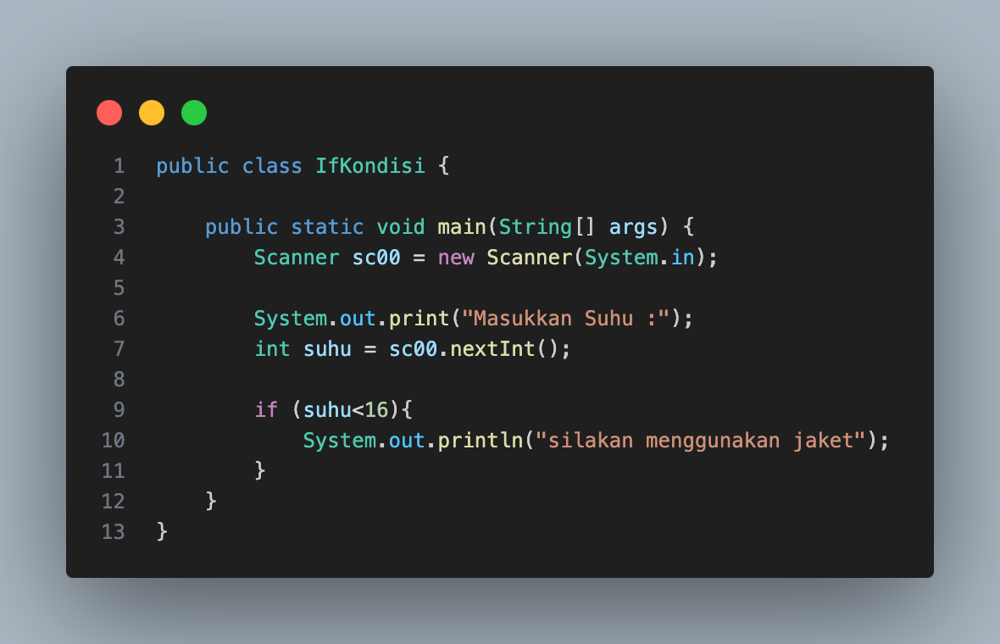 1 public class IfKondisi {
2
3     public static void main(String[] args) {
4         Scanner sc00 = new Scanner(System.in);
5
6         System.out.print("Masukkan Suhu :");
7         int suhu = sc00.nextInt();
8
9         if (suhu<16){
10             System.out.println("silakan menggunakan jaket");
11         }
12     }
13 }